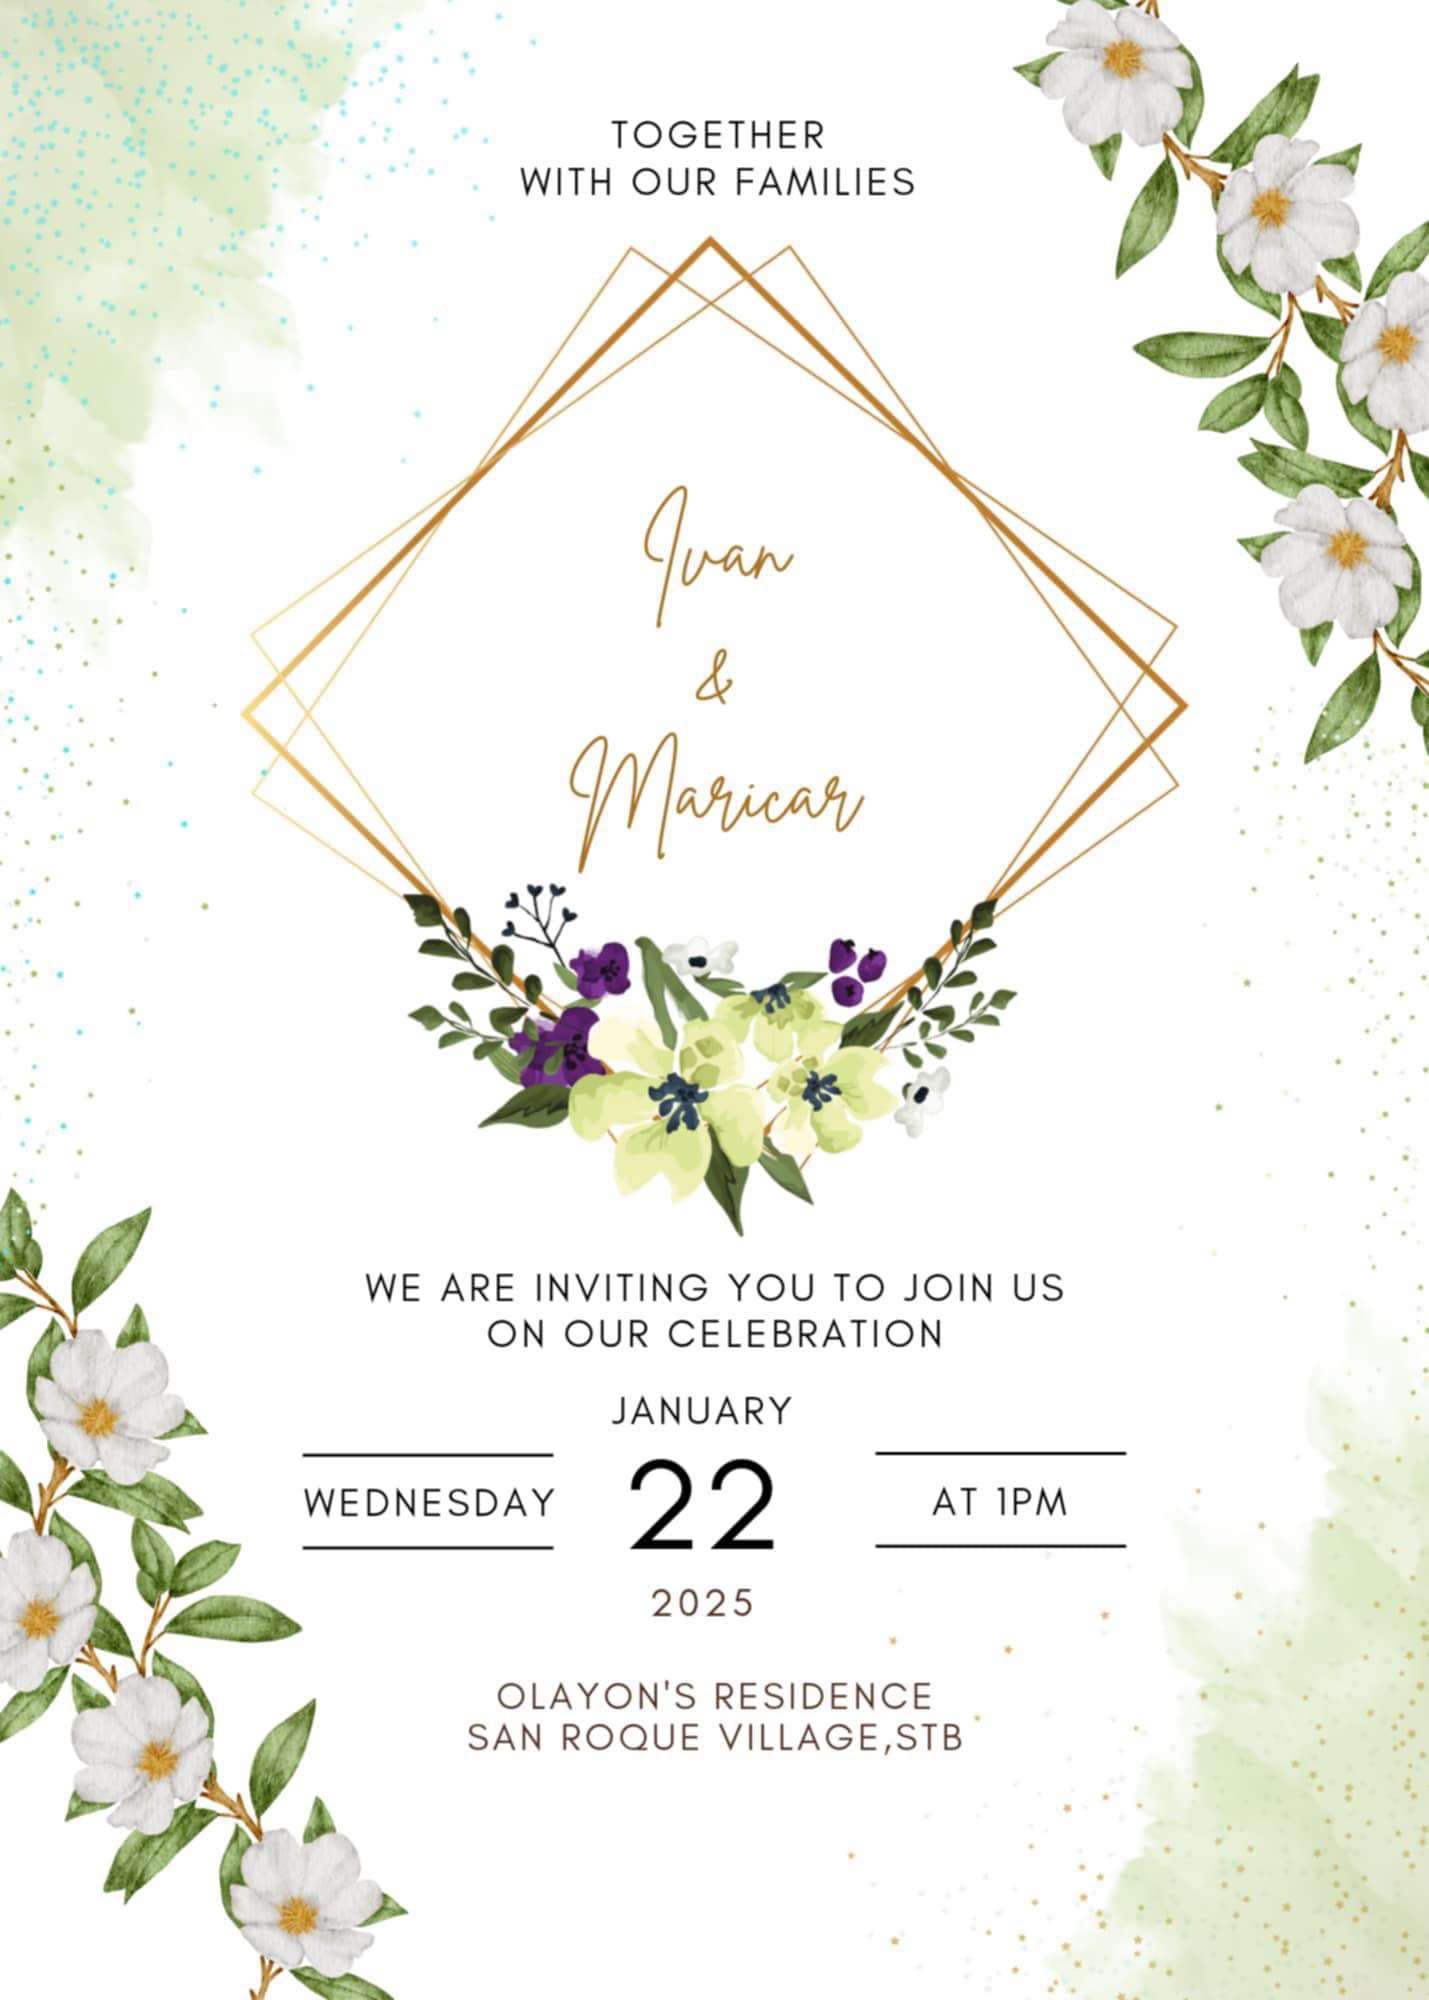 TOGETHER
WITH OUR FAMILIES
Ivan
&
Maricar
WE ARE INVITING YOU TO JOIN US
ON OUR CELEBRATION
JANUARY
WEDNESDAY 22 AT 1PM
2025
OLAYON'S RESIDENCE
SAN ROQUE VILLAGE,STB